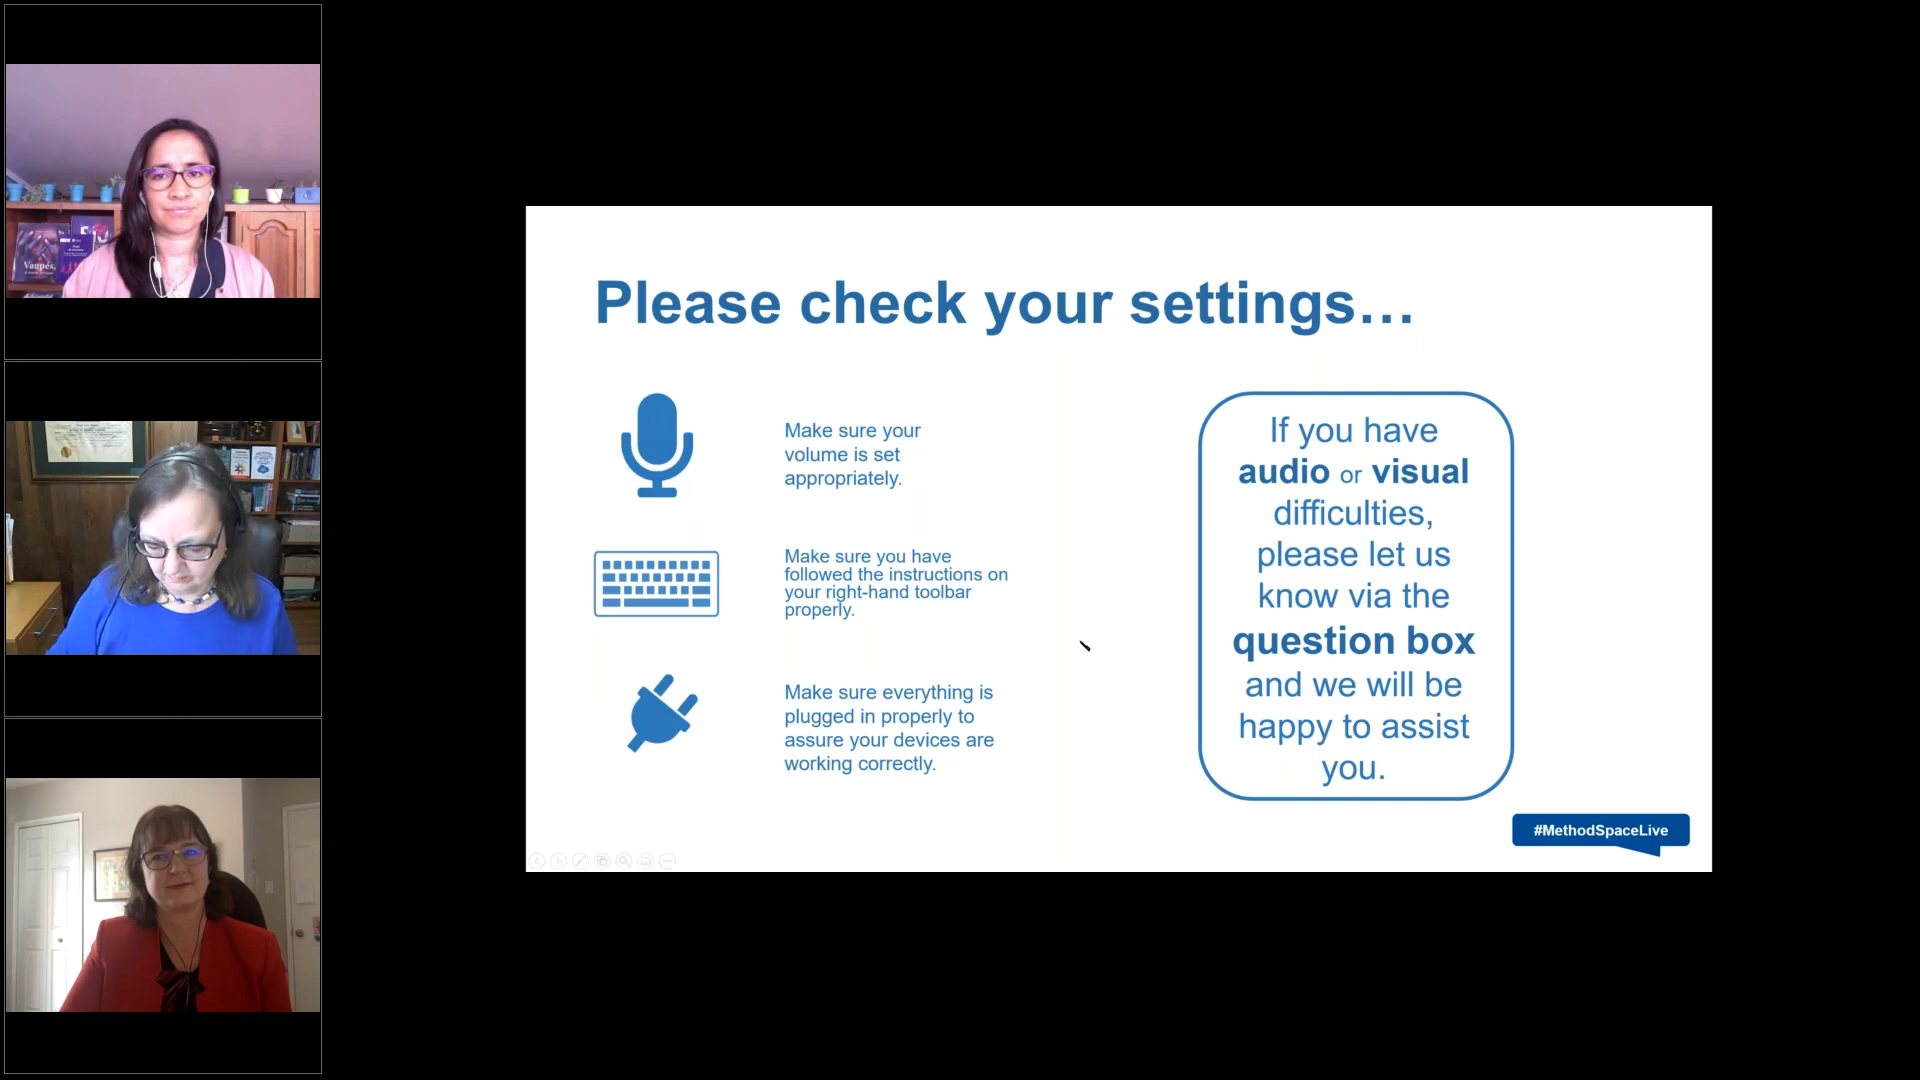 Please check your settings…
Make sure your
volume is set
appropriately.
Make sure you have
followed the instructions on
your right-hand toolbar
properly.
Make sure everything is
plugged in properly to
assure your devices are
working correctly.
If you have
audio or visual
difficulties,
please let us
know via the
question box
and we will be
happy to assist
you.
#MethodSpaceLive
Vaupés,